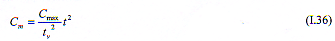 C_m = \frac{C_{max}}{t_v^2} t^2 (I.36)